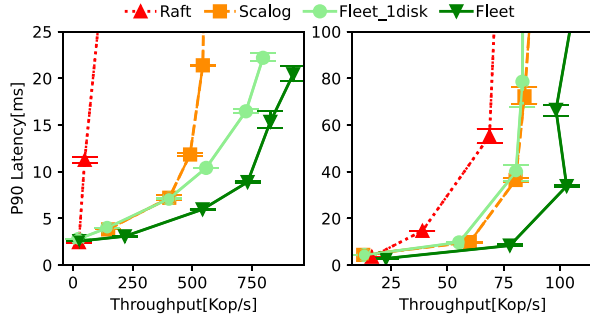 Raft Scalog Fleet_1disk Fleet
25 100
20 80
15 60
10 40
5 20
0 0
0 250 500 750 25 50 75 100
P90 Latency[ms]
Throughput[Kop/s] Throughput[Kop/s]